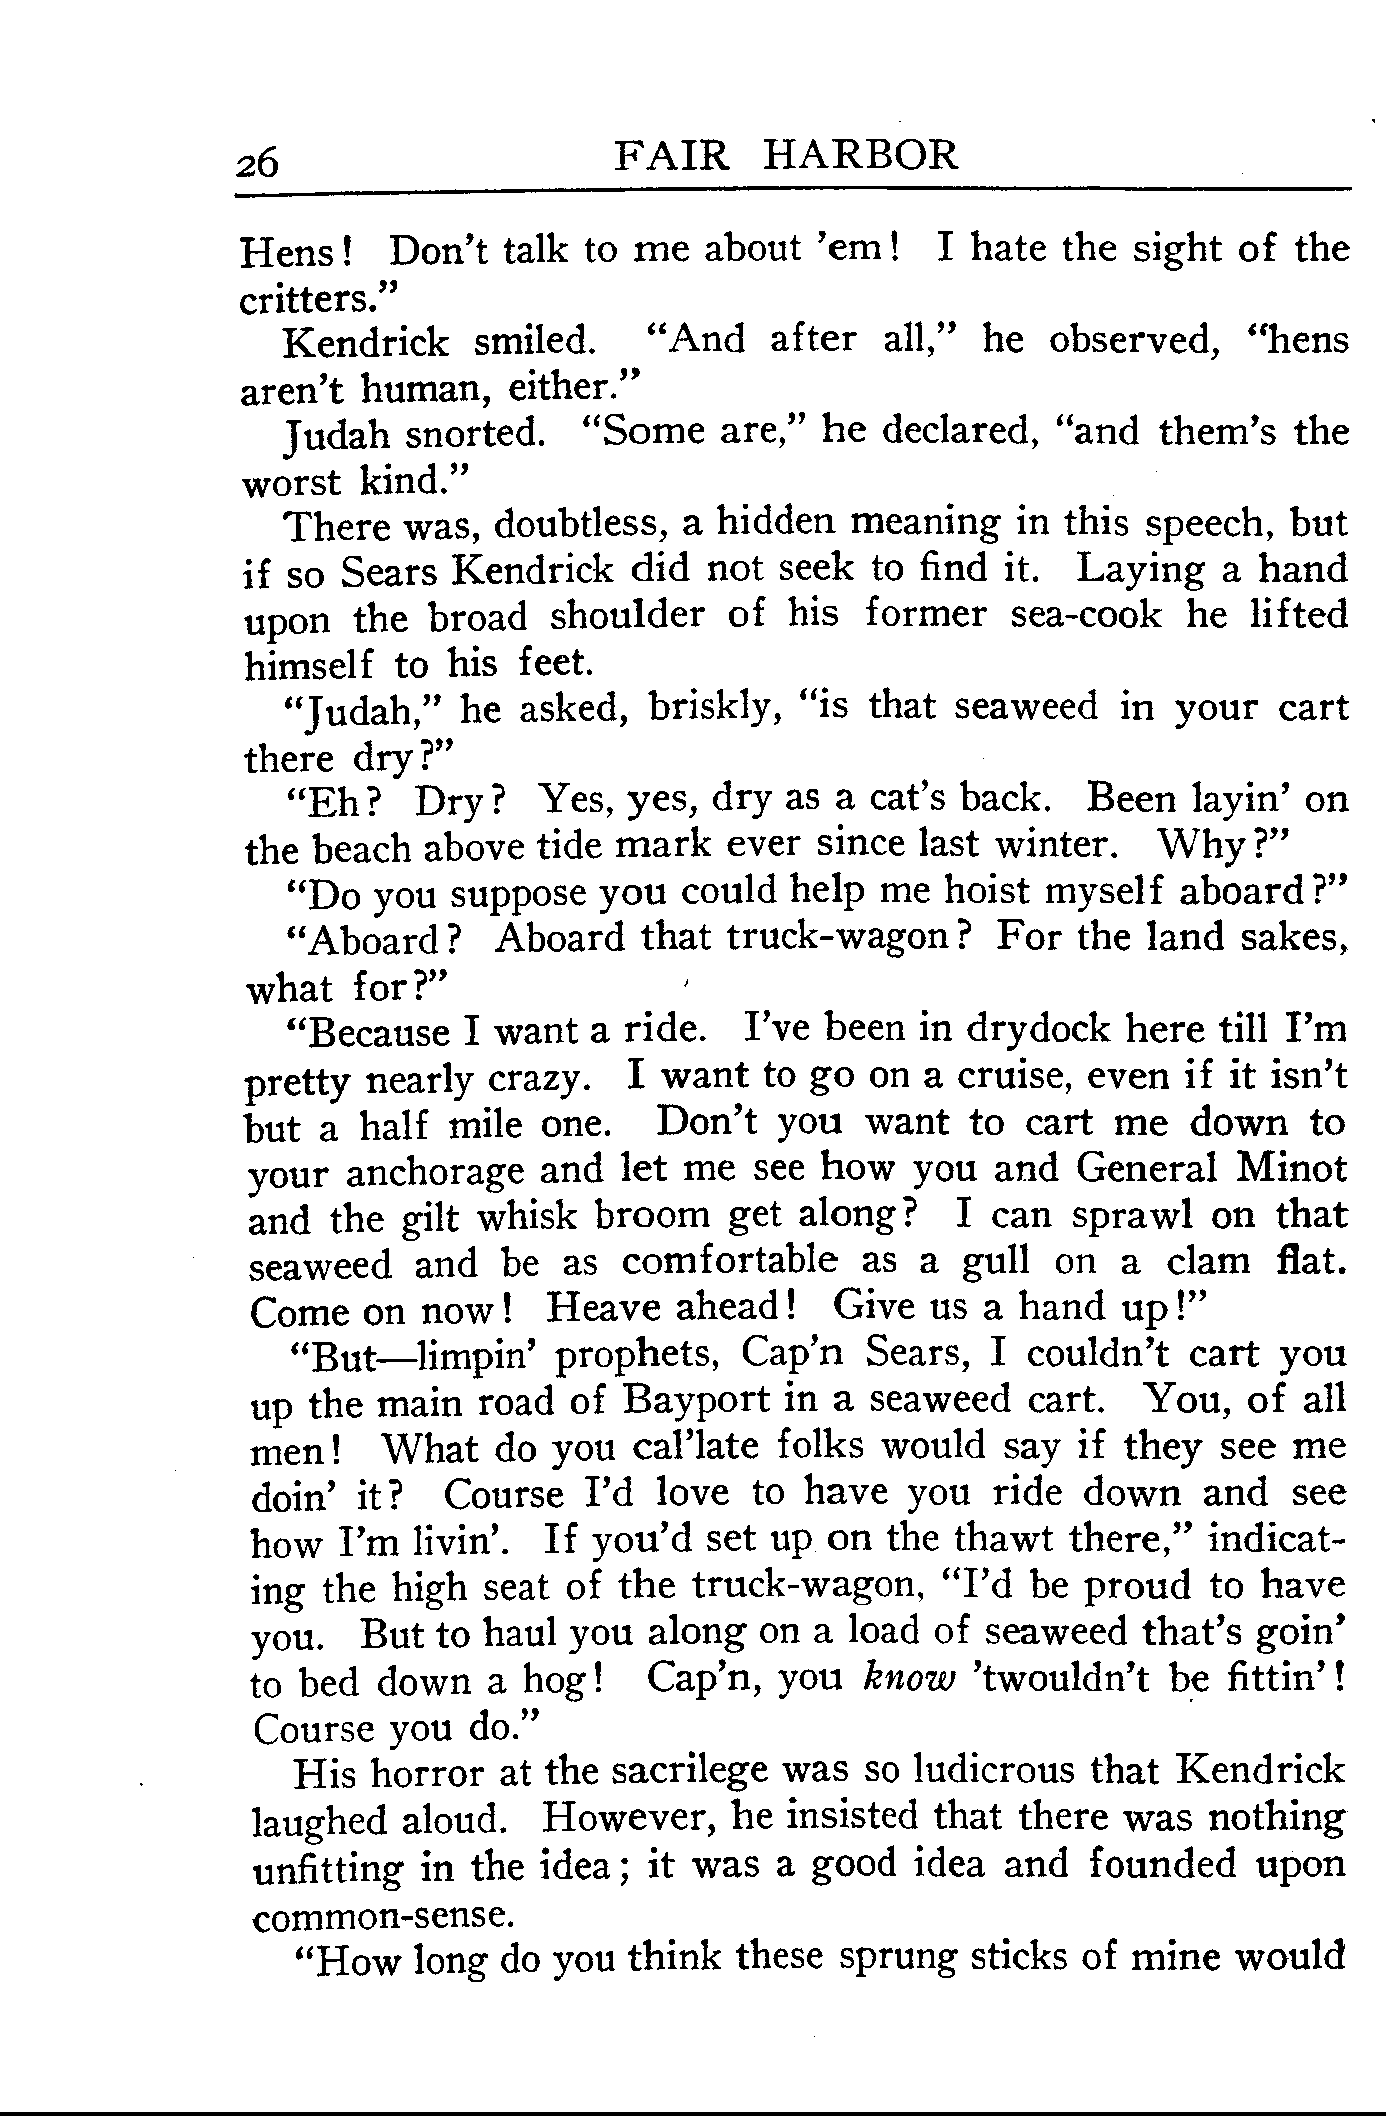 26 FAIR HARBOR
Hens! Don't talk to me about 'em! I hate the sight of the
critters."
Kendrick smiled. "And after all," he observed, "hens
aren't human, either."
Judah snorted. "Some are," he declared, "and them's the
worst kind."
There was, doubtless, a hidden meaning in this speech, but
if so Sears Kendrick did not seek to find it. Laying a hand
upon the broad shoulder of his former sea-cook he lifted
himself to his feet.
"Judah," he asked, briskly, "is that seaweed in your cart
there dry?"
"Eh? Dry? Yes, yes, dry as a cat's back. Been layin' on
the beach above tide mark ever since last winter. Why?"
"Do you suppose you could help me hoist myself aboard?"
"Aboard? Aboard that truck-wagon? For the land sakes,
what for?"
"Because I want a ride. I've been in drydock here till I'm
pretty nearly crazy. I want to go on a cruise, even if it isn't
but a half mile one. Don't you want to cart me down to
your anchorage and let me see how you and General Minot
and the gilt whisk broom get along? I can sprawl on that
seaweed and be as comfortable as a gull on a clam flat.
Come on now! Heave ahead! Give us a hand up!"
"But—limpin' prophets, Cap'n Sears, I couldn't cart you
up the main road of Bayport in a seaweed cart. You, of all
men! What do you cal'late folks would say if they see me
doin' it? Course I'd love to have you ride down and see
how I'm livin'. If you'd set up on the thawt there," indicat-
ing the high seat of the truck-wagon, "I'd be proud to have
you. But to haul you along on a load of seaweed that's goin'
to bed down a hog! Cap'n, you know 'twouldn't be fittin'!
Course you do."
His horror at the sacrilege was so ludicrous that Kendrick
laughed aloud. However, he insisted that there was nothing
unfitting in the idea; it was a good idea and founded upon
common-sense.
"How long do you think these sprung sticks of mine would